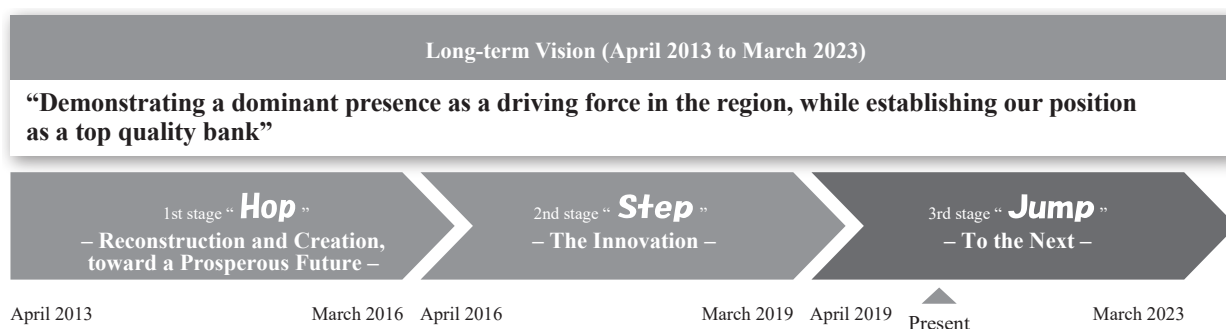 Long-term Vision (April 2013 to March 2023)
“Demonstrating a dominant presence as a driving force in the region, while establishing our position
as a top quality bank”
1st stage “ Hop ”
– Reconstruction and Creation,
toward a Prosperous Future –
2nd stage “ Step ”
– The Innovation –
3rd stage “ Jump ”
– To the Next –
April 2013
March 2016
April 2016
March 2019
April 2019
Present
March 2023